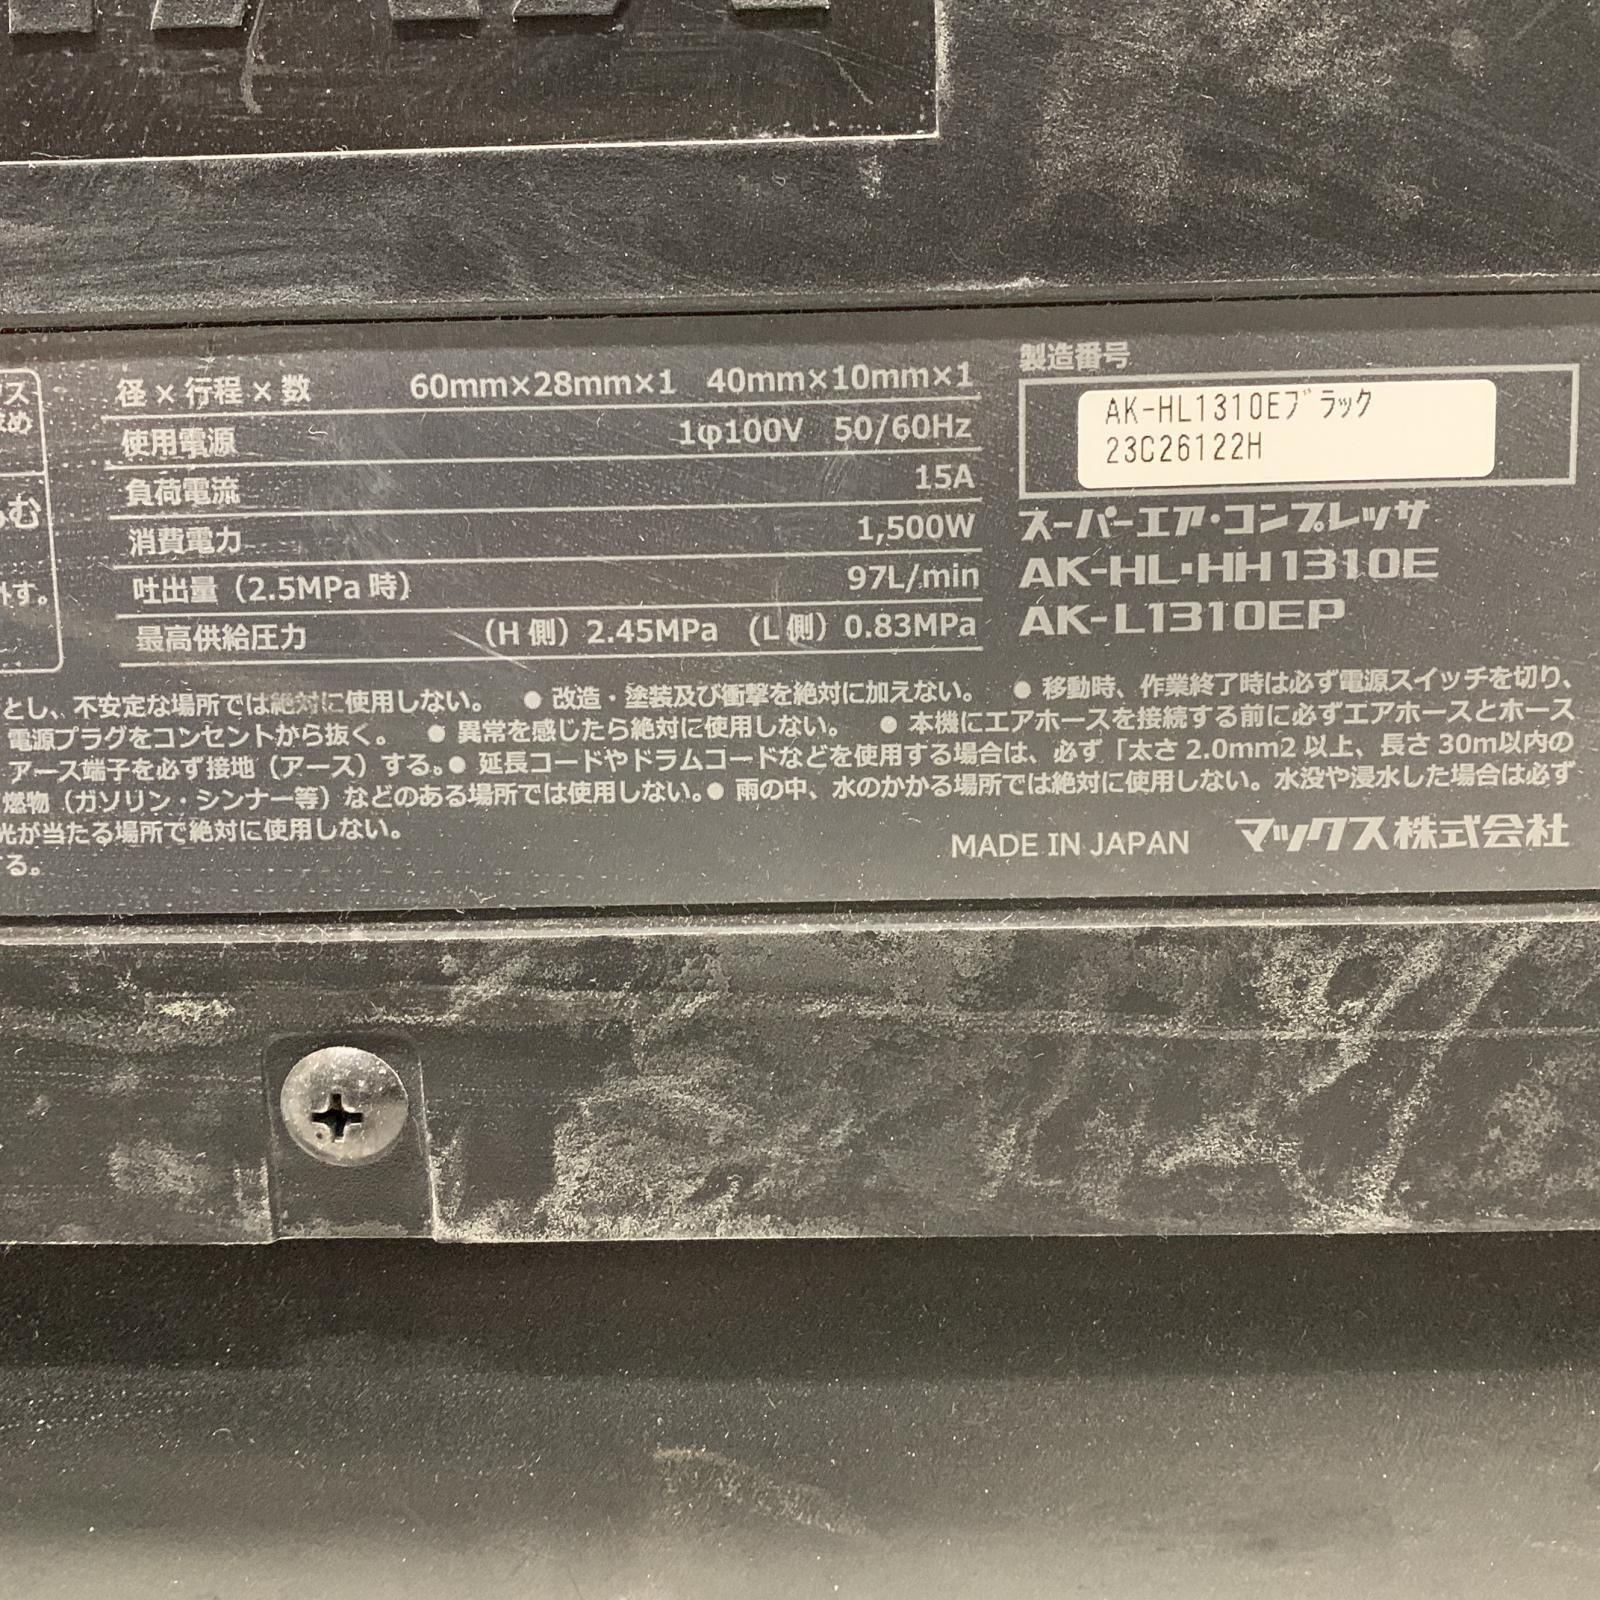 径×行程×数 60mm×28mm×1 40mm×10mm×1
使用電源 1φ100V 50/60Hz
負荷電流 15A
消費電力 1,500W
吐出量(2.5MPa時) 97L/min
最高供給圧力 (H側)2.45MPa (L側)0.83MPa
製造番号
AK-HL1310Eブラック
23C26122H
スーパーエア・コンプレッサ
AK-HL・HH1310E
AK-L1310EP
む
外す。
とし、不安定な場所では絶対に使用しない。 ● 改造・塗装及び衝撃を絶対に加えない。 ● 移動時、作業終了時は必ず電源スイッチを切り、
電源プラグをコンセントから抜く。 ● 異常を感じたら絶対に使用しない。 ● 本機にエアホースを接続する前に必ずエアホースとホース
アース端子を必ず接地(アース)する。● 延長コードやドラムコードなどを使用する場合は、必ず「太さ2.0mm2以上、長さ30m以内の
燃物(ガソリン・シンナー等)などのある場所では使用しない。● 雨の中、水のかかる場所では絶対に使用しない。水没や浸水した場合は必ず
光が当たる場所で絶対に使用しない。
する。
MADE IN JAPAN マックス株式会社